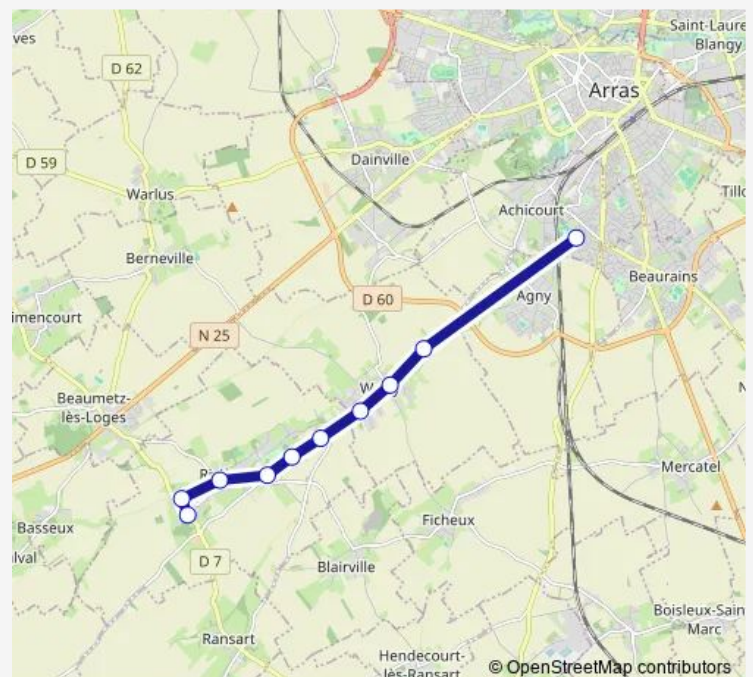 ves
Saint-Laure
Blangy
D 62
Arras
D 59
Dainville
Warlus
Tillo
Achicourt
Berneville
Beaurains
Agny
D 60
imencourt
N 25
Beaumetz-
lès-Loges
Mercatel
Basseux
Ficheux
alval
D 7
Blairville
Boisleux-Sain
Marc
Ransart
Hendecourt-
lès-Ransart
© OpenStreetMap contributors